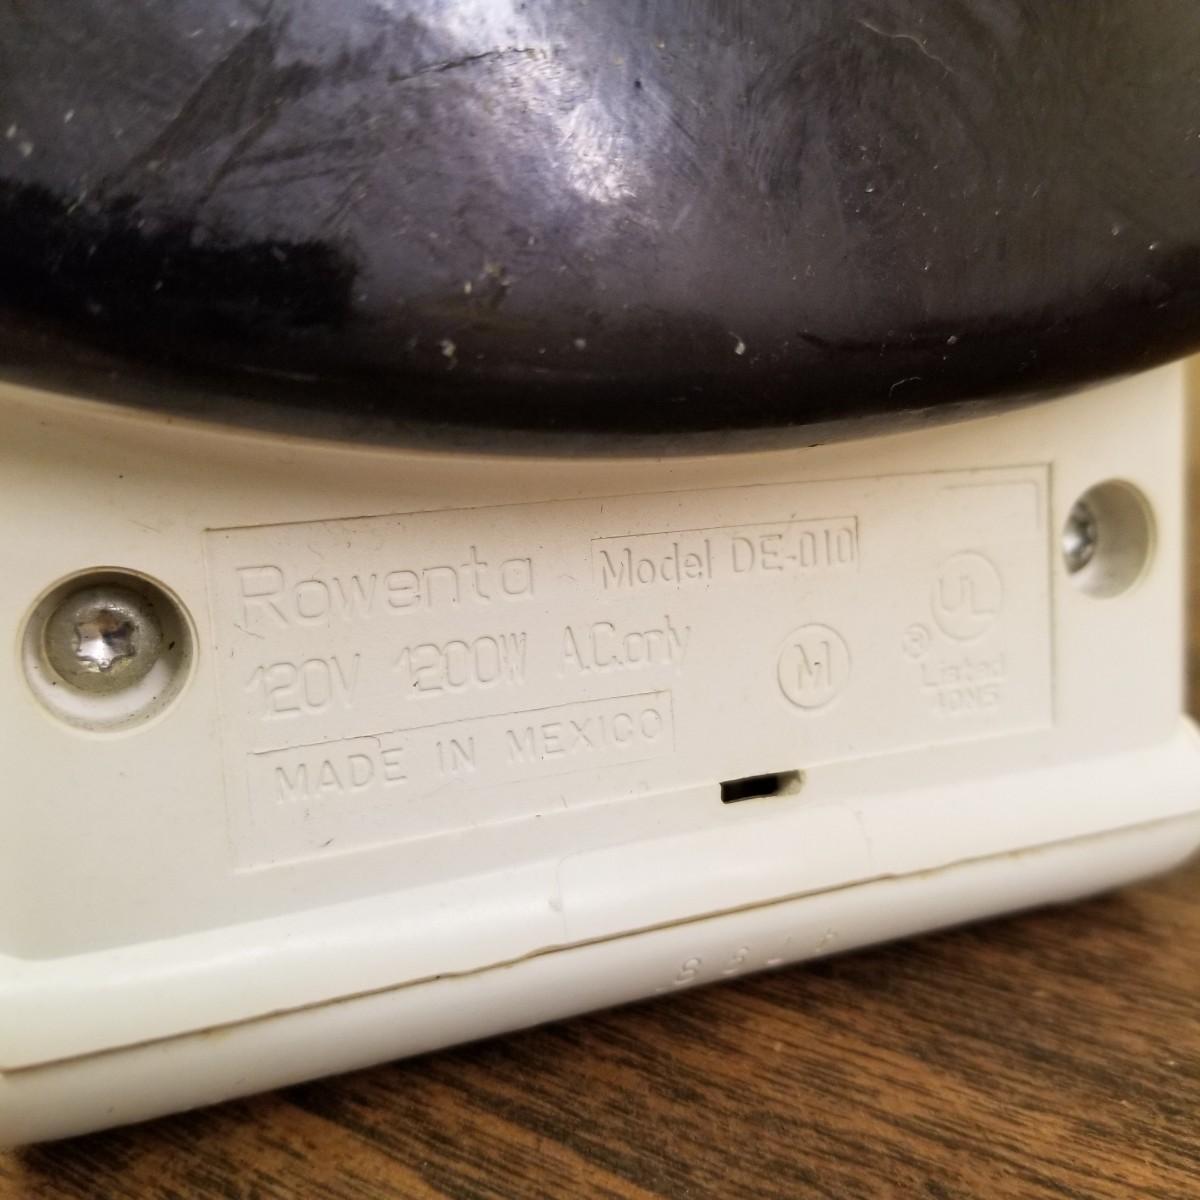 Rowenta Model DE-010
120V 1200W A.C.only
M
MADE IN MEXICO
UL
®
Listed